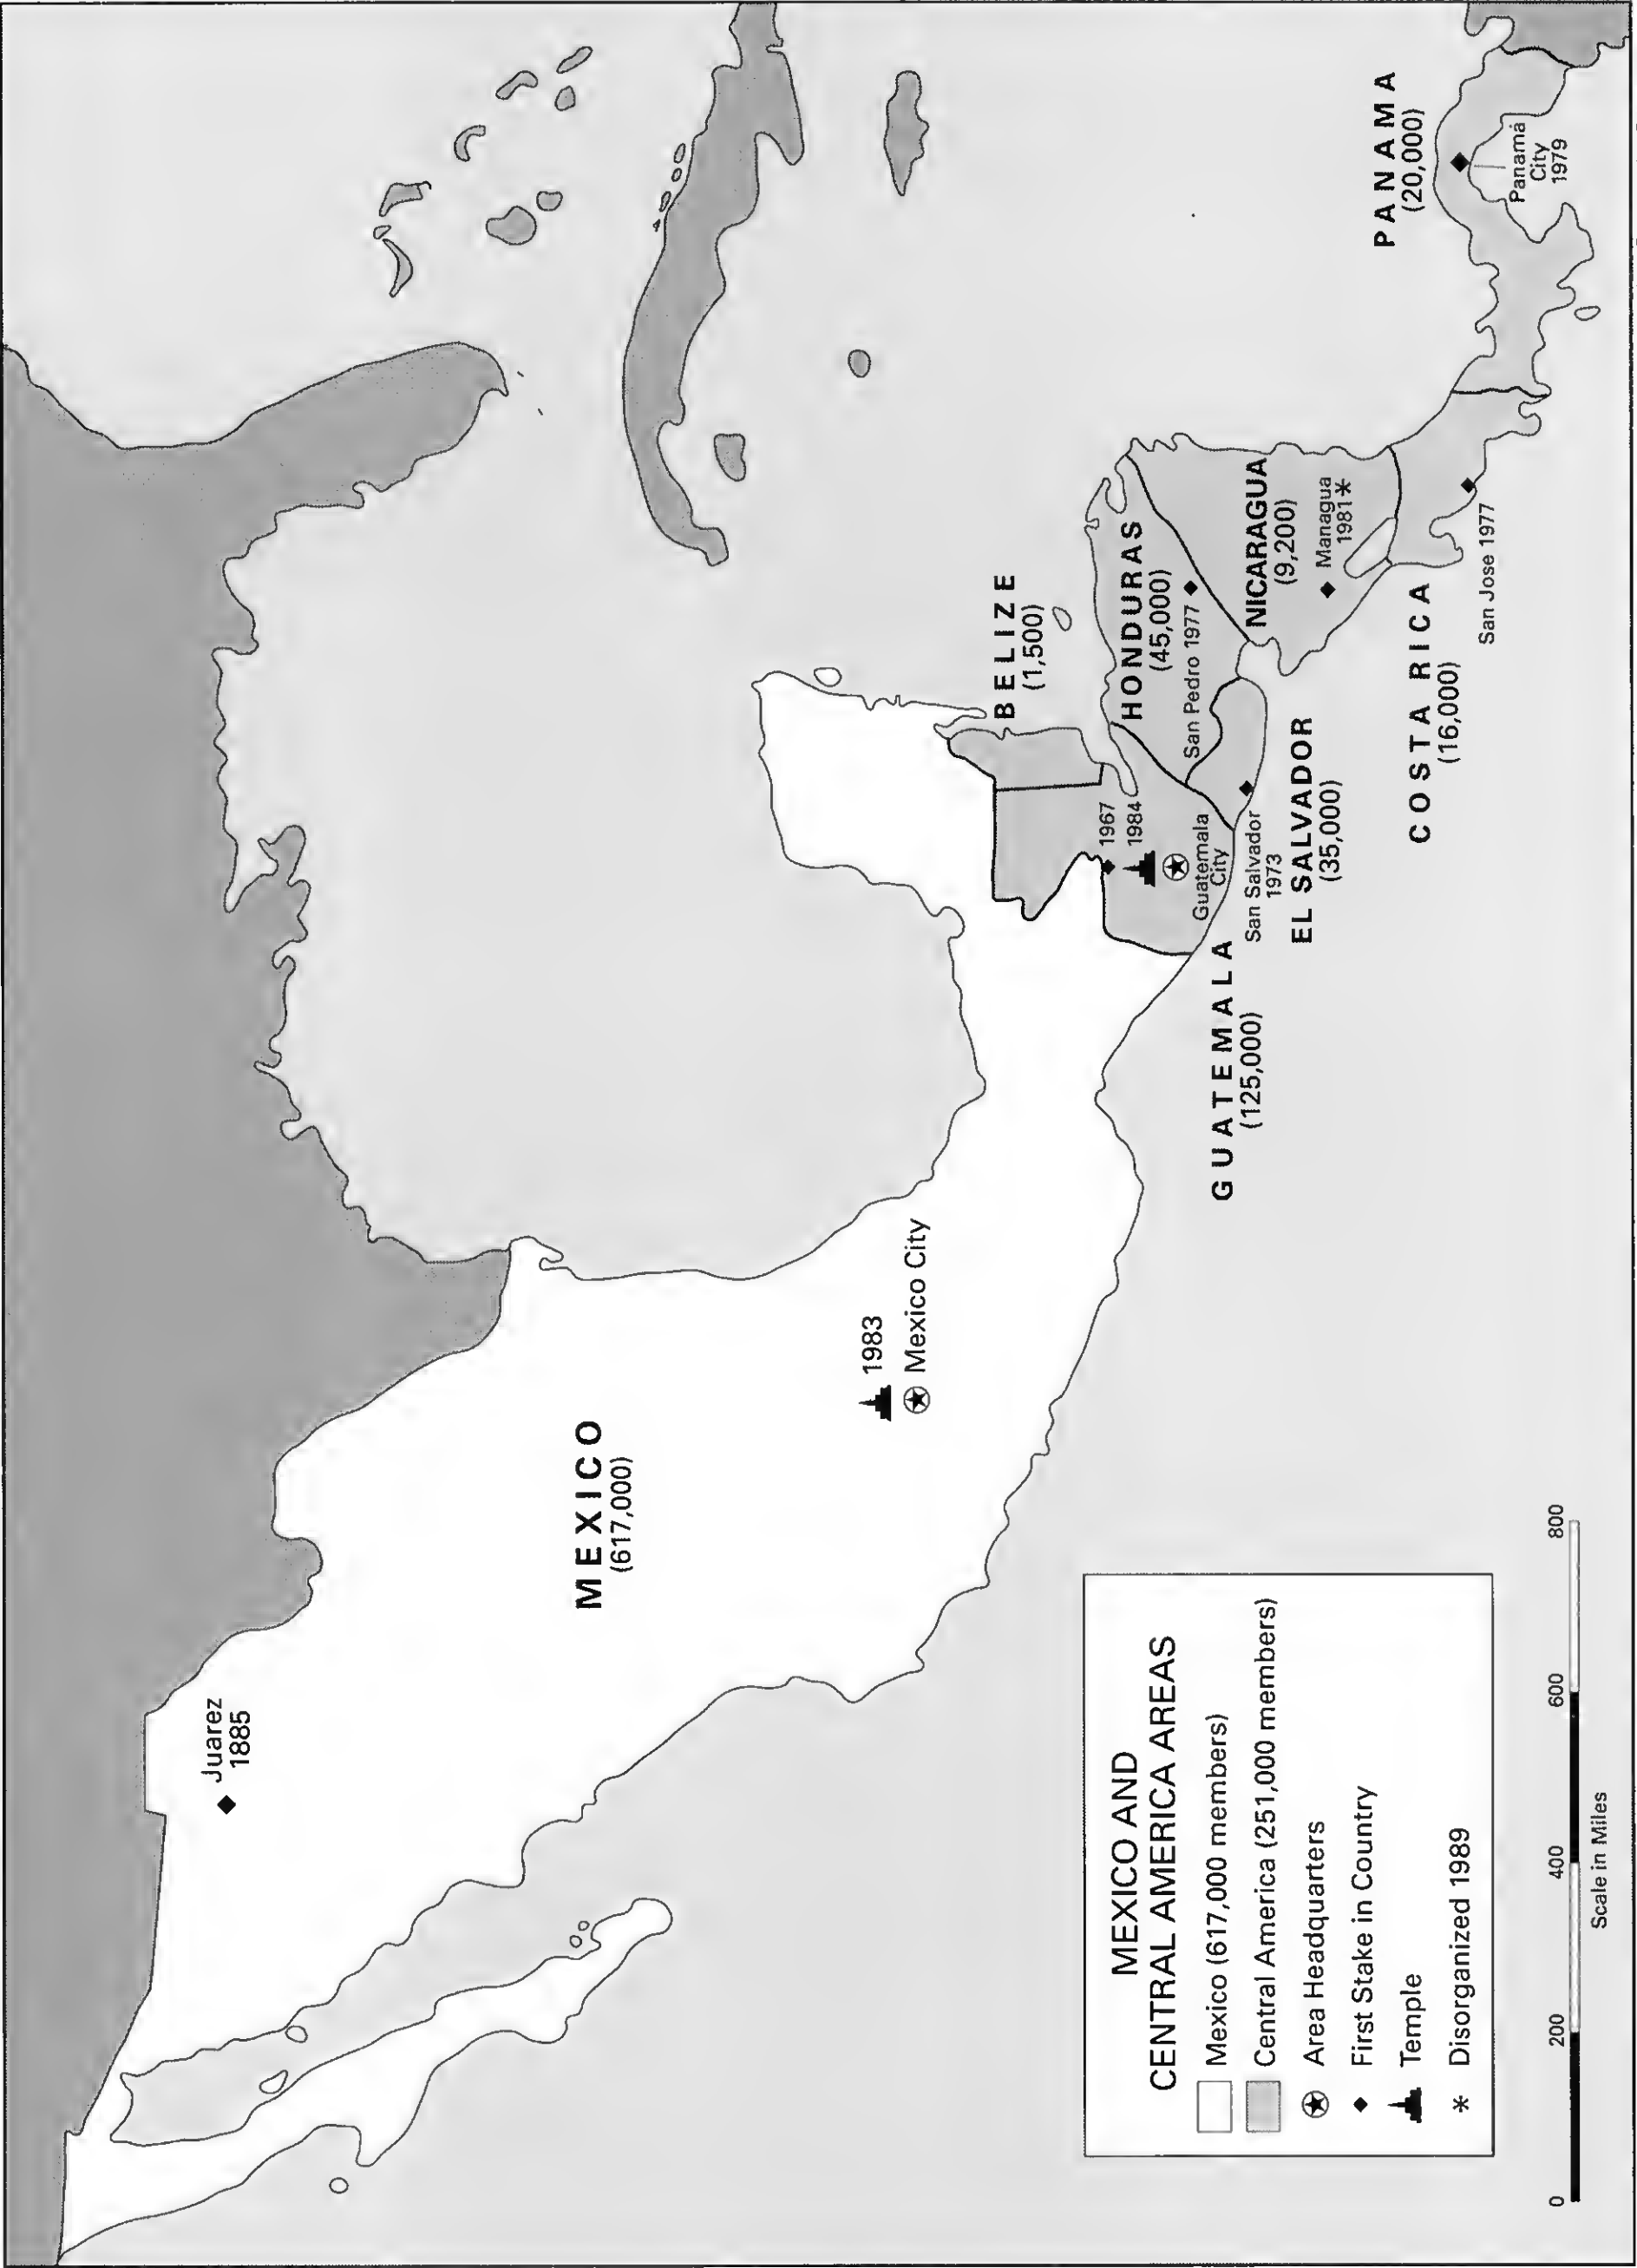 Juarez
1885
MEXICO
(617,000)
1983
Mexico City
BELIZE
(1,500)
HONDURAS
(45,000)
San Pedro 1977
1967
1984
Guatemala
City
GUATEMALA
(125,000)
San Salvador
1973
EL SALVADOR
(35,000)
NICARAGUA
(9,200)
Managua
1981*
COSTA RICA
(16,000)
San Jose 1977
PANAMA
(20,000)
Panamá
City
1979
MEXICO AND
CENTRAL AMERICA AREAS
Mexico (617,000 members)
Central America (251,000 members)
Area Headquarters
First Stake in Country
Temple
* Disorganized 1989
0 200 400 600 800
Scale in Miles